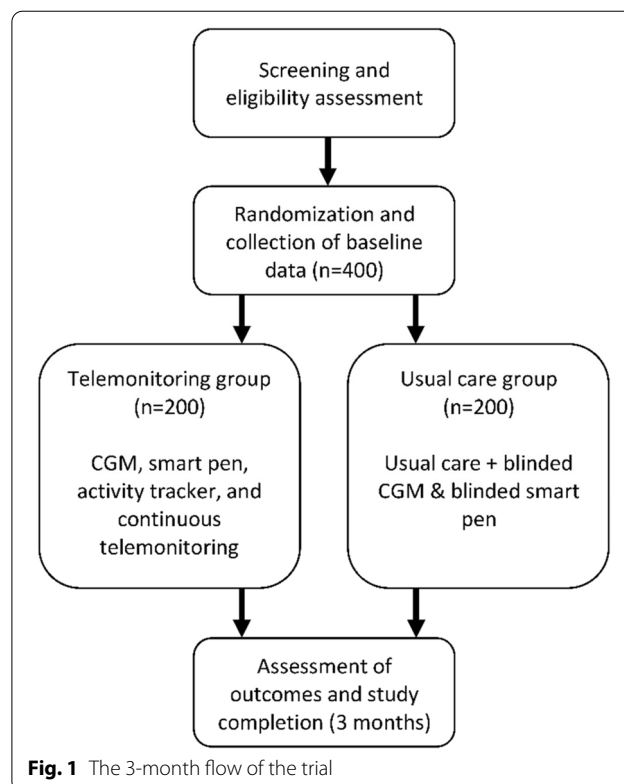 Screening and
eligibility assessment
Randomization and
collection of baseline
data (n=400)
Telemonitoring group
(n=200)
CGM, smart pen,
activity tracker, and
continuous
telemonitoring
Usual care group
(n=200)
Usual care + blinded
CGM & blinded smart
pen
Assessment of
outcomes and study
completion (3 months)
Fig. 1 The 3-month flow of the trial